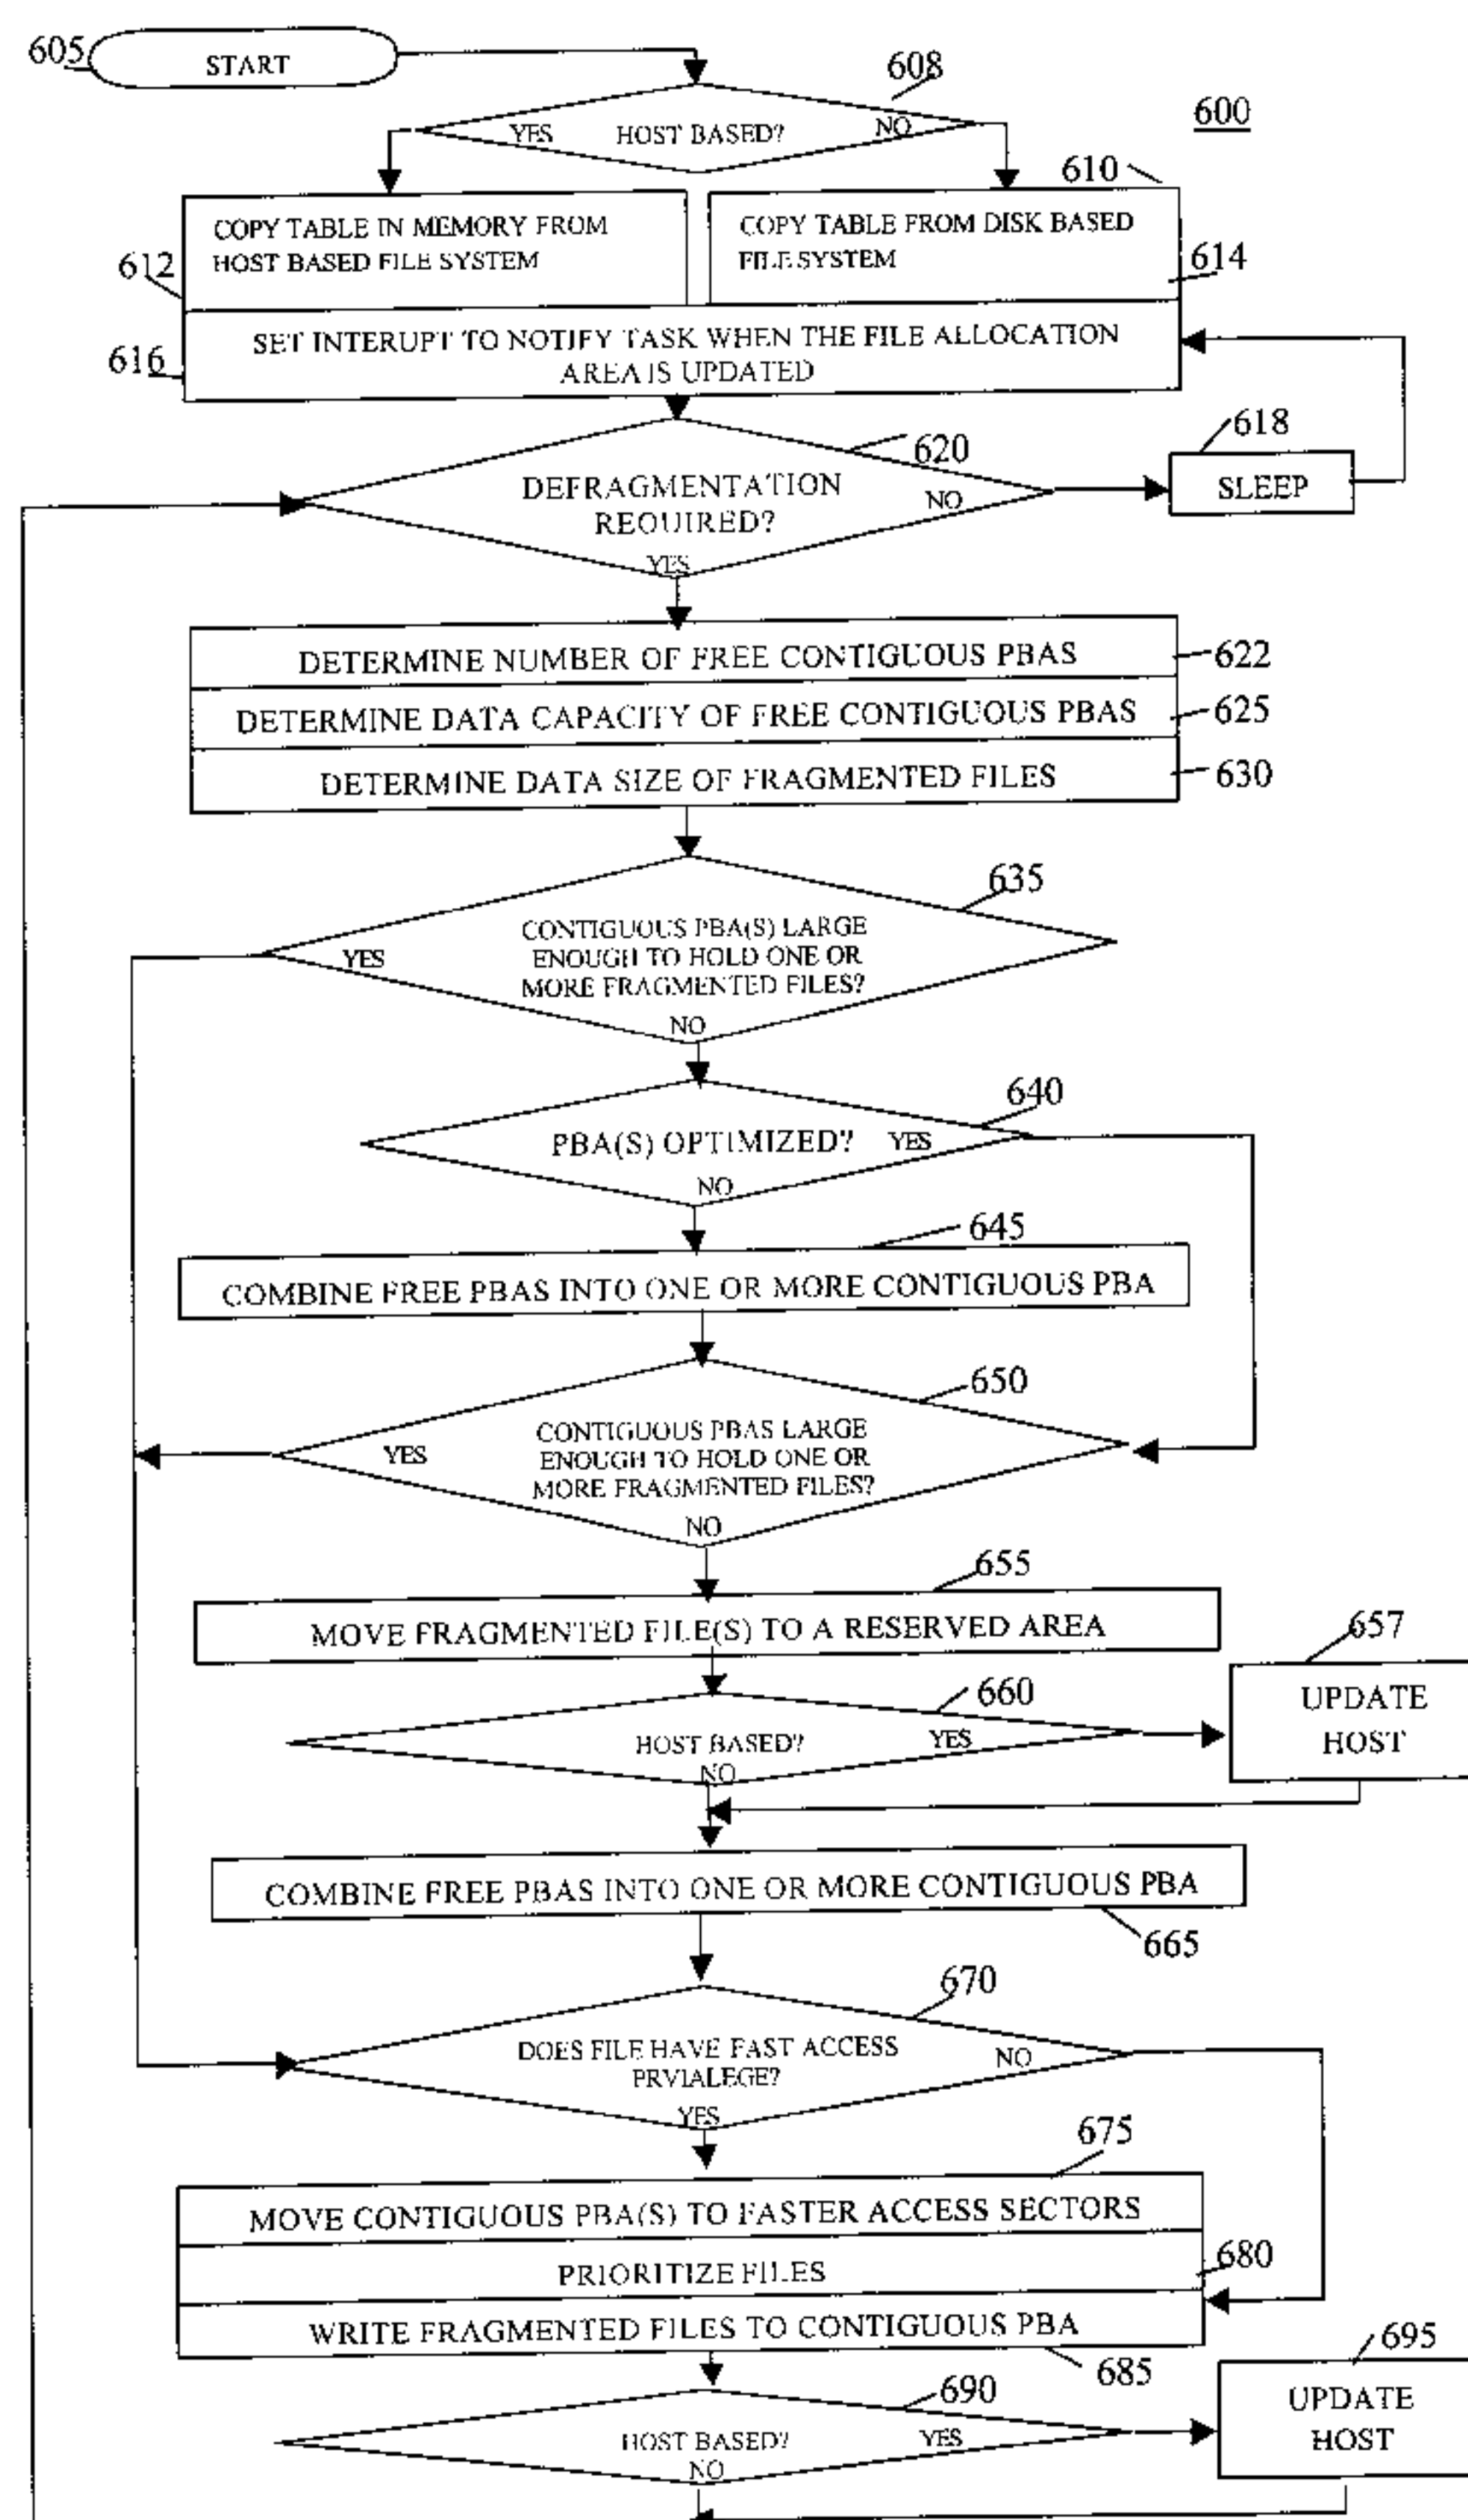 605
START
608
600
YES
HOST BASED?
NO
610
COPY TABLE IN MEMORY FROM
HOST BASED FILE SYSTEM
COPY TABLE FROM DISK BASED
FILE SYSTEM
612
614
SET INTERUPT TO NOTIFY TASK WHEN THE FILE ALLOCATION
AREA IS UPDATED
616
618
SLEEP
620
DEFRAGMENTATION
REQUIRED?
NO
YES
DETERMINE NUMBER OF FREE CONTIGUOUS PBAS
622
DETERMINE DATA CAPACITY OF FREE CONTIGUOUS PBAS
625
DETERMINE DATA SIZE OF FRAGMENTED FILES
630
635
CONTIGUOUS PBA(S) LARGE
ENOUGH TO HOLD ONE OR
MORE FRAGMENTED FILES?
YES
NO
640
PBA(S) OPTIMIZED?
YES
NO
645
COMBINE FREE PBAS INTO ONE OR MORE CONTIGUOUS PBA
650
CONTIGUOUS PBAS LARGE
ENOUGH TO HOLD ONE OR
MORE FRAGMENTED FILES?
YES
NO
655
MOVE FRAGMENTED FILE(S) TO A RESERVED AREA
657
UPDATE
HOST
660
HOST BASED?
YES
NO
COMBINE FREE PBAS INTO ONE OR MORE CONTIGUOUS PBA
665
670
DOES FILE HAVE FAST ACCESS
PRVIALEGE?
NO
YES
675
MOVE CONTIGUOUS PBA(S) TO FASTER ACCESS SECTORS
PRIORITIZE FILES
680
WRITE FRAGMENTED FILES TO CONTIGUOUS PBA
685
690
HOST BASED?
YES
NO
695
UPDATE
HOST